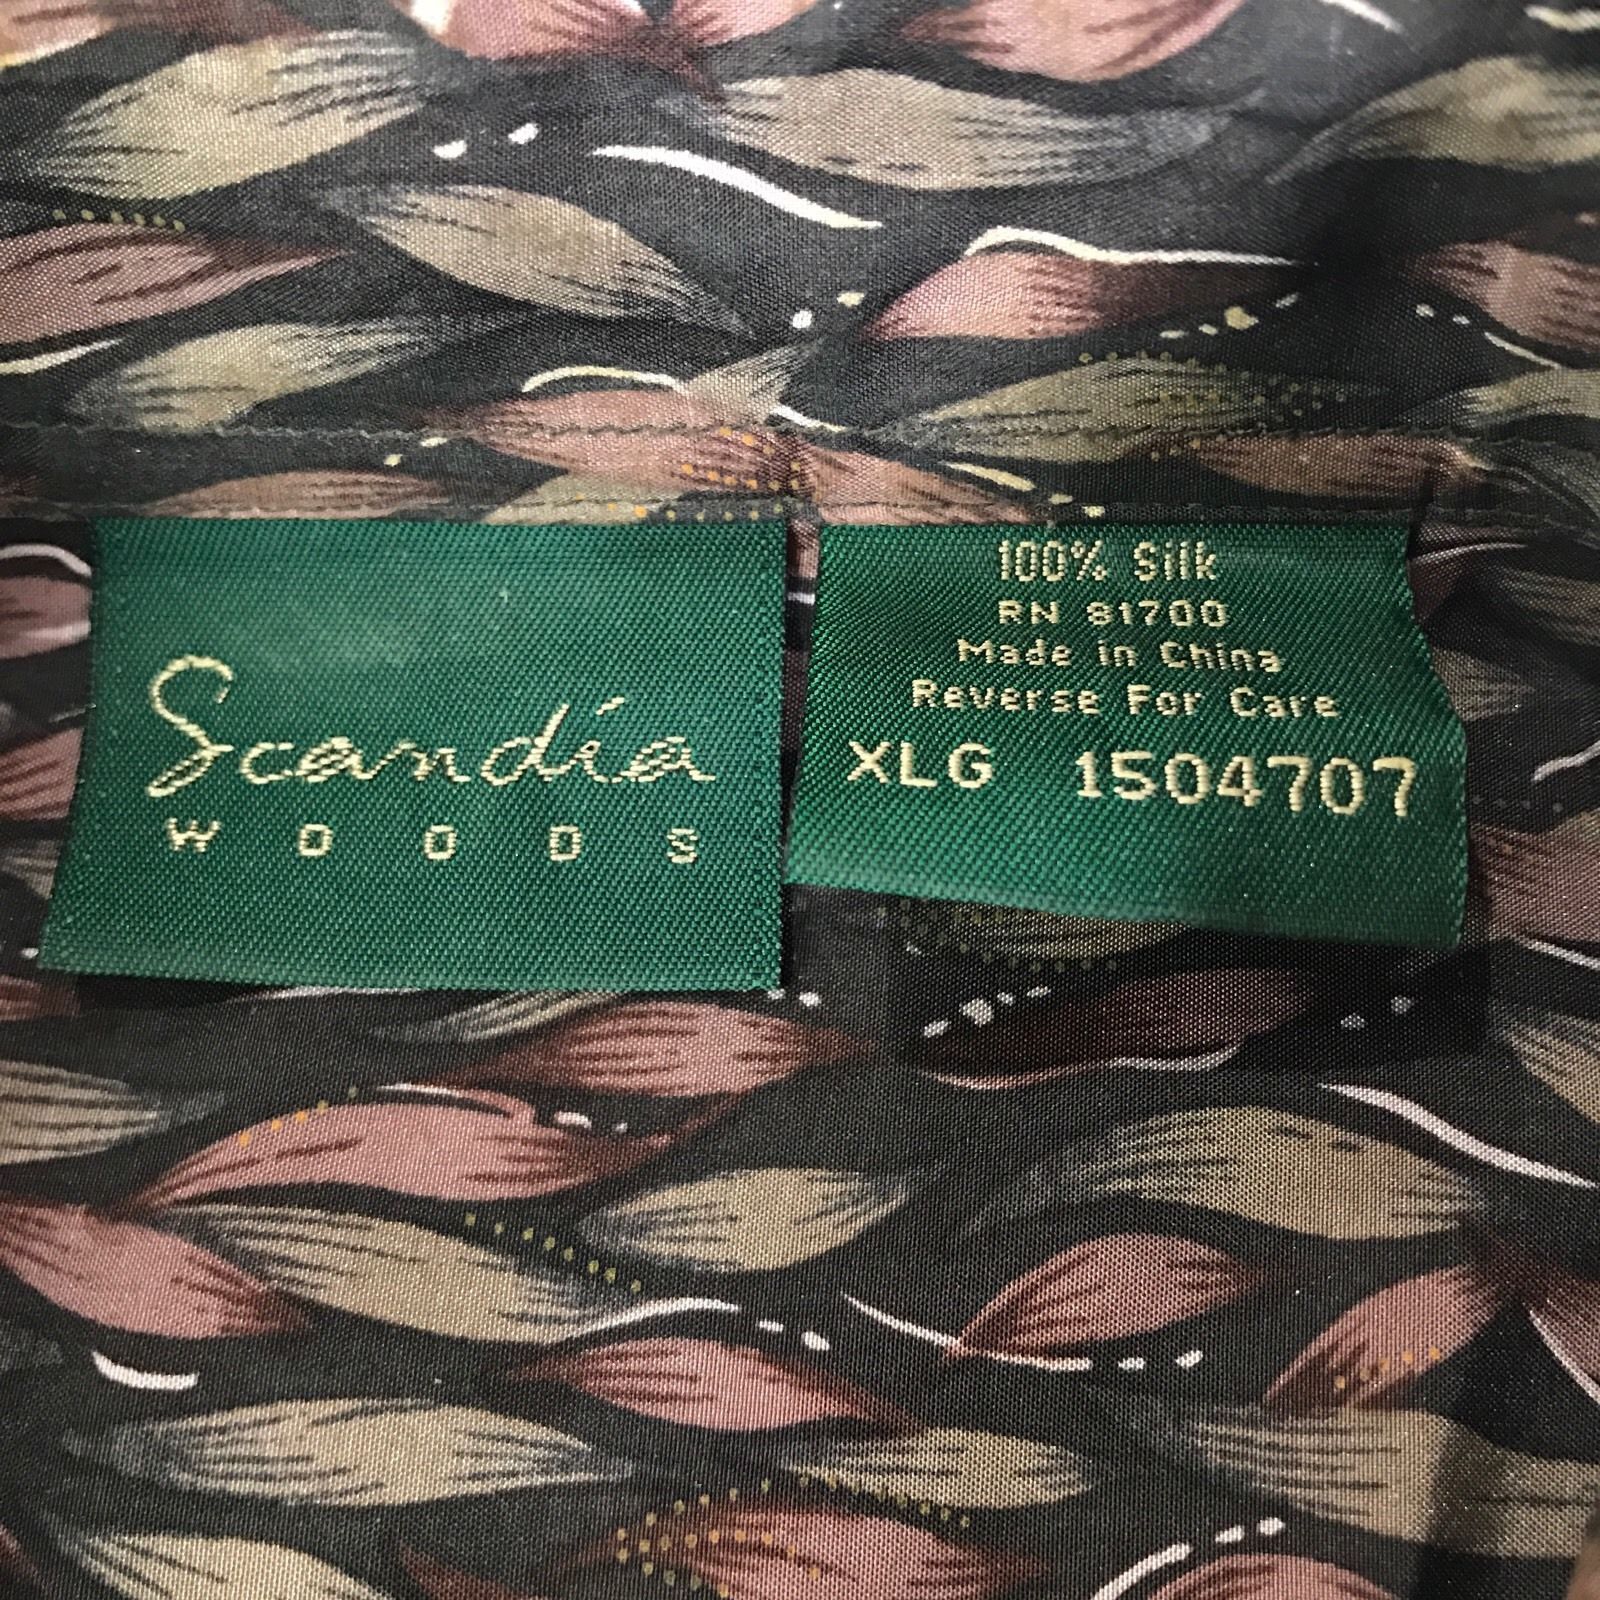 Scandia
WOODS
100% Silk
RN 81700
Made in China
Reverse For Care
XLG 1504707